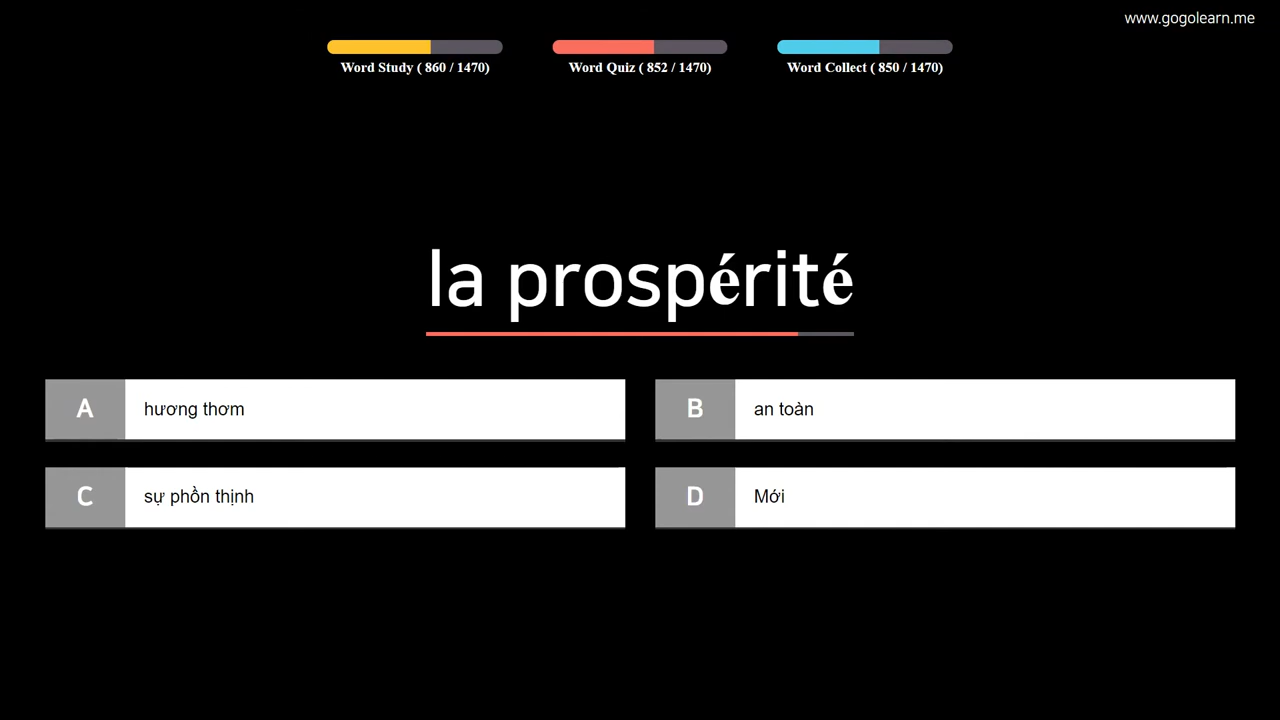 www.gogolearn.me
Word Study ( 860 / 1470)
Word Quiz ( 852 / 1470)
Word Collect ( 850 / 1470)
la prospérité
A hương thơm
B an toàn
C sự phồn thịnh
D Mới